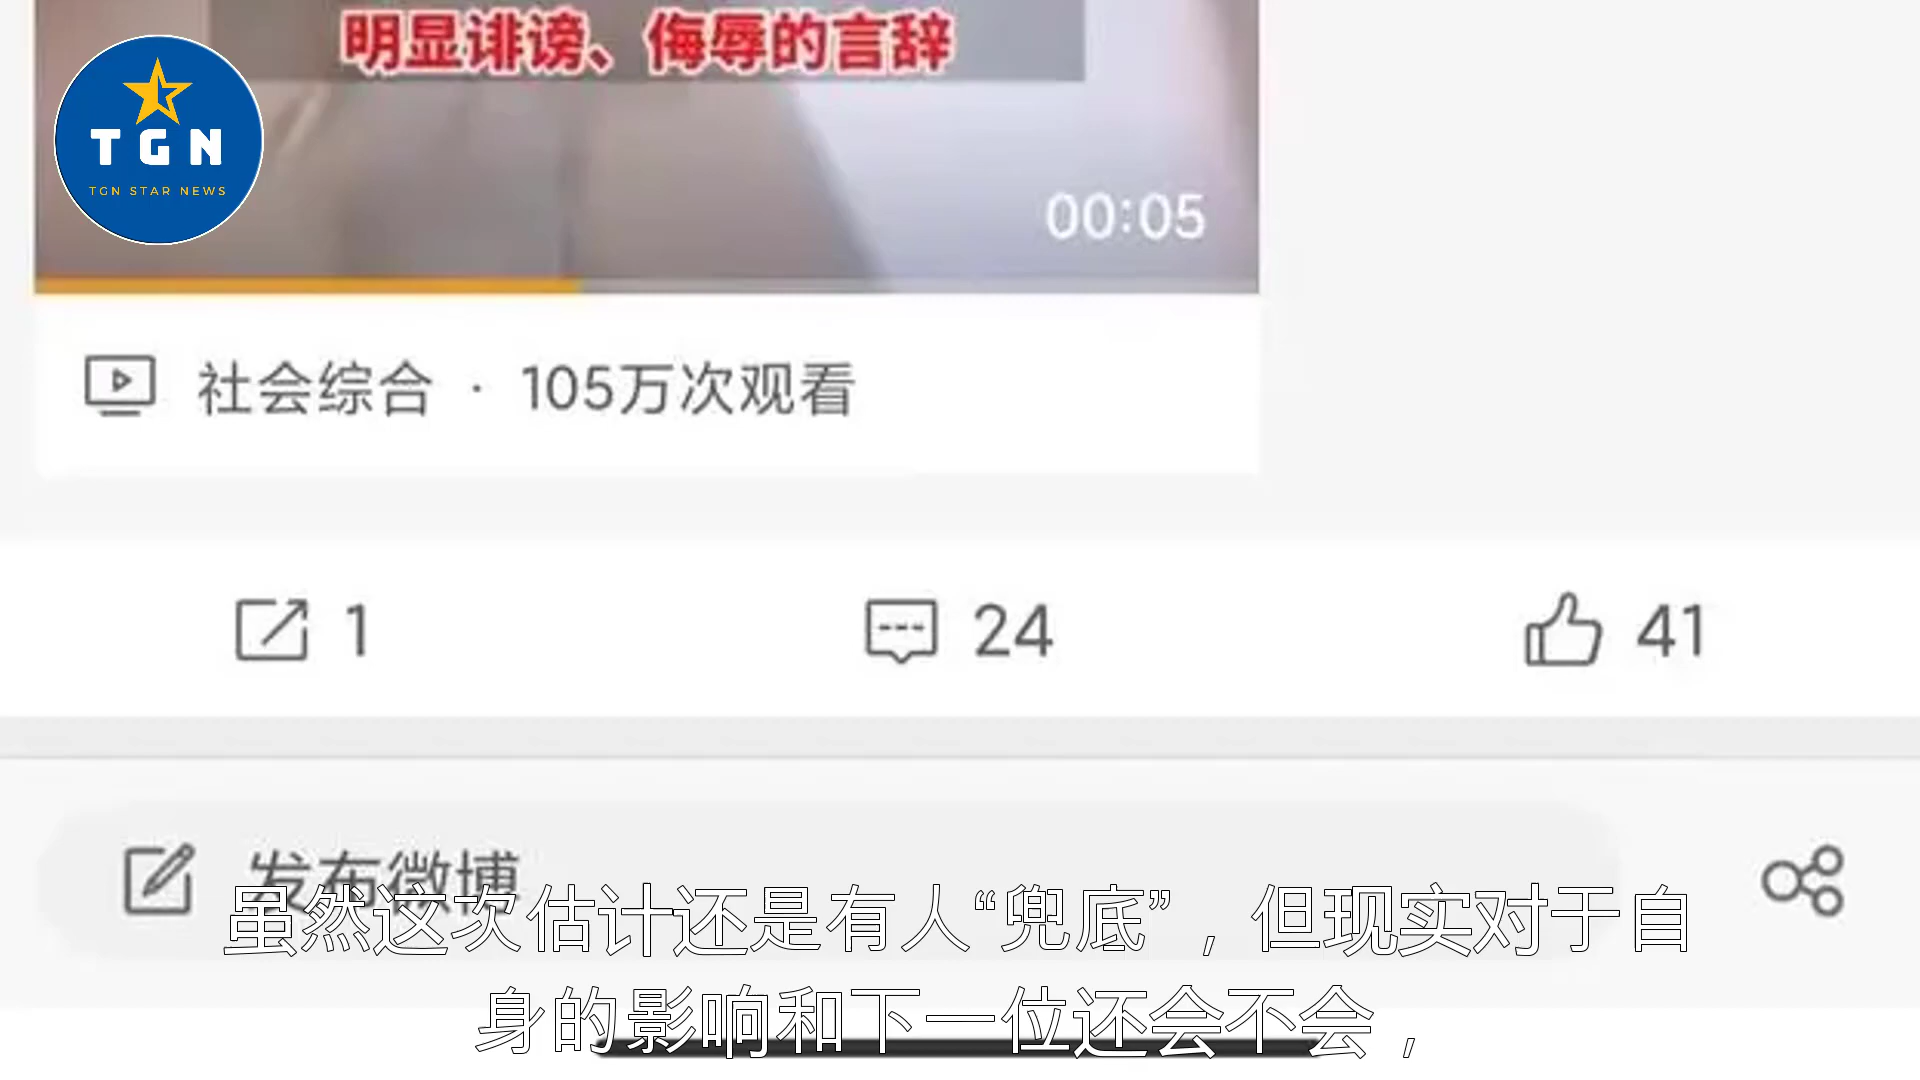 明显诽谤、侮辱的言辞
TGN
TGN STAR NEWS
00:05
社会综合 · 105万次观看
1
24
41
发布微博
虽然这次估计还是有人“兜底”，但现实对于自
身的影响和下一位还会不会，